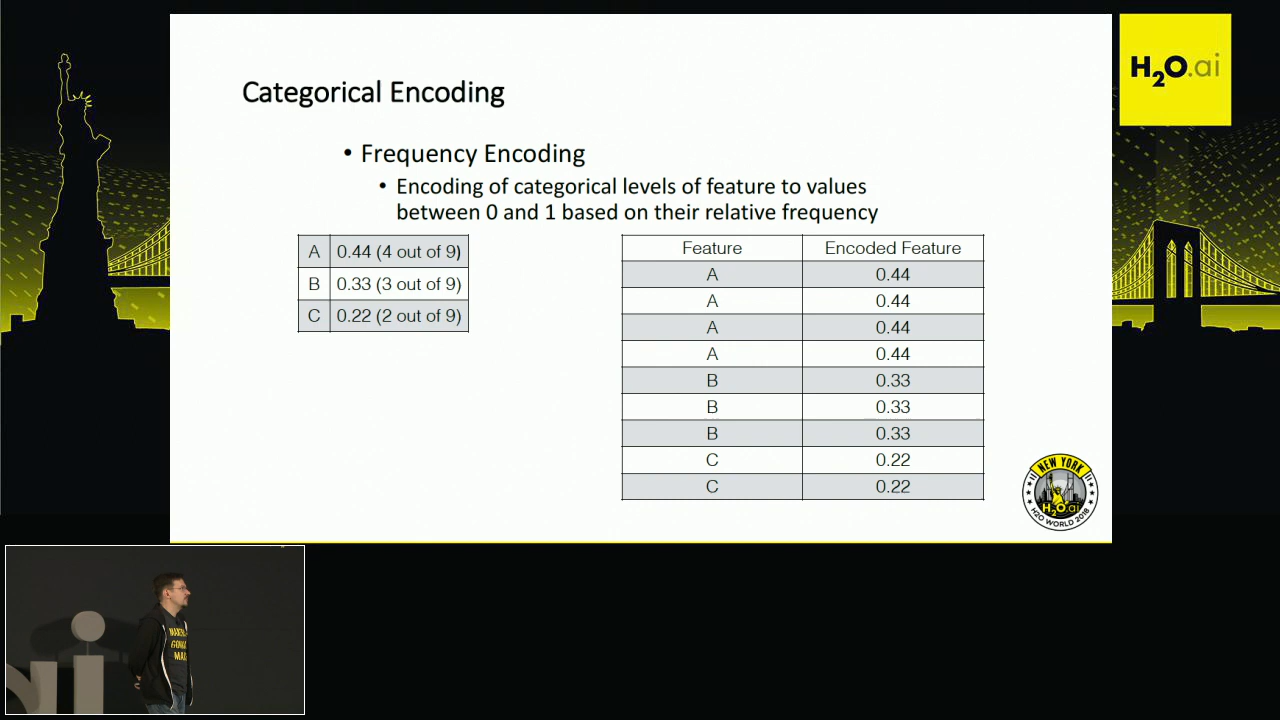 H2O.ai
Categorical Encoding
• Frequency Encoding
• Encoding of categorical levels of feature to values
between 0 and 1 based on their relative frequency
A 0.44 (4 out of 9)
B 0.33 (3 out of 9)
C 0.22 (2 out of 9)
Feature Encoded Feature
A 0.44
A 0.44
A 0.44
A 0.44
B 0.33
B 0.33
B 0.33
C 0.22
C 0.22
NEW YORK
H2O.ai
H2O WORLD 2018